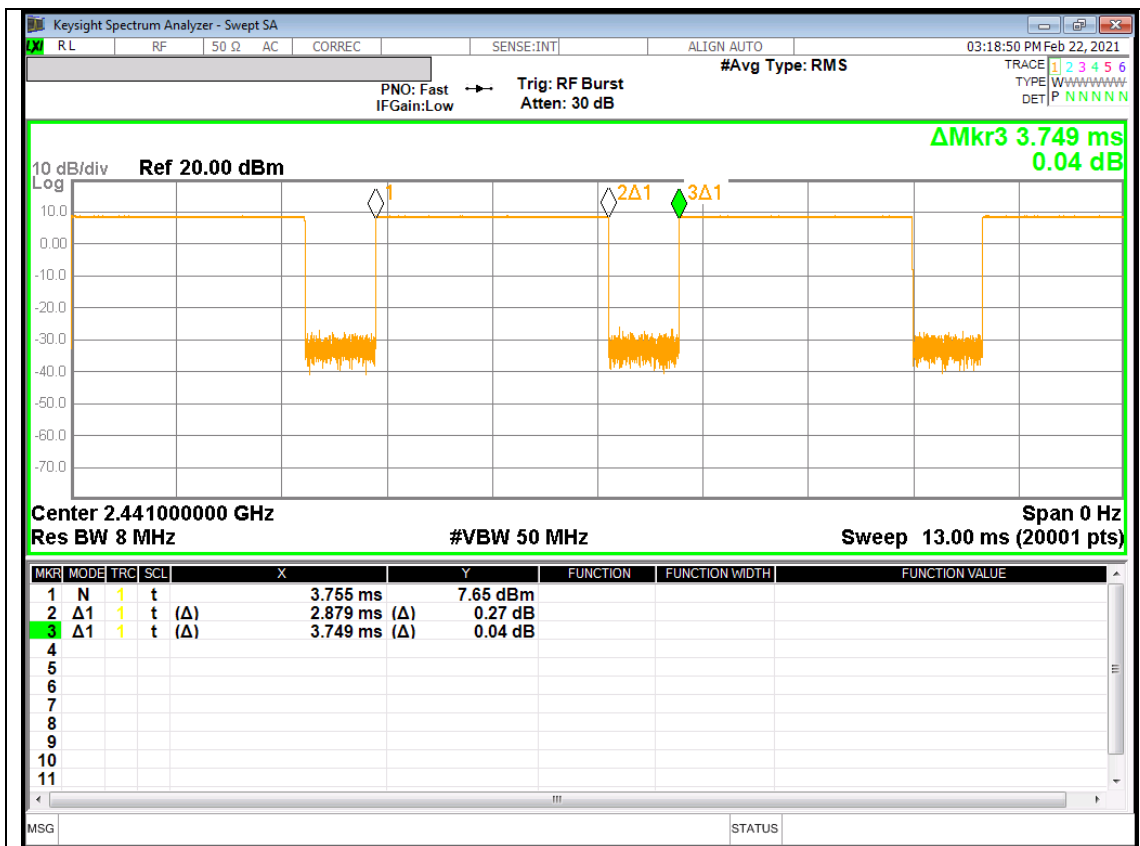 Keysight Spectrum Analyzer - Swept SA
LXI RL RF 50 Ω AC CORREC SENSE:INT ALIGN AUTO 03:18:50 PM Feb 22, 2021
#Avg Type: RMS TRACE 1 2 3 4 5 6
PNO: Fast Trig: RF Burst TYPE WWWWWW
IFGain:Low Atten: 30 dB DET P N N N N N
ΔMkr3 3.749 ms
10 dB/div Ref 20.00 dBm 0.04 dB
Log
1 2Δ1 3Δ1
10.0
0.00
-10.0
-20.0
-30.0
-40.0
-50.0
-60.0
-70.0
Center 2.441000000 GHz Span 0 Hz
Res BW 8 MHz #VBW 50 MHz Sweep 13.00 ms (20001 pts)
MKR MODE TRC SCL X Y FUNCTION FUNCTION WIDTH FUNCTION VALUE
1 N 1 t 3.755 ms 7.65 dBm
2 Δ1 1 t (Δ) 2.879 ms (Δ) 0.27 dB
3 Δ1 1 t (Δ) 3.749 ms (Δ) 0.04 dB
4
5
6
7
8
9
10
11
MSG STATUS